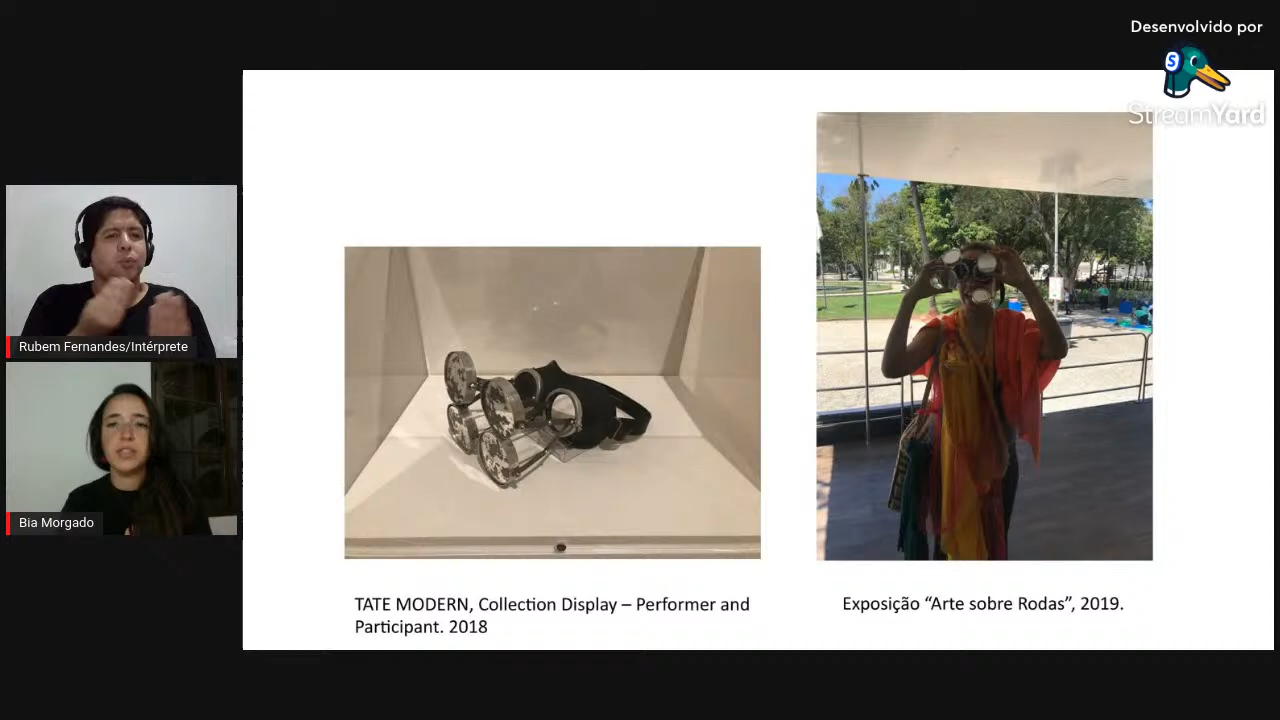 Desenvolvido por
S
StreamYard
Rubem Fernandes/Intérprete
Bia Morgado
TATE MODERN, Collection Display – Performer and
Participant. 2018
Exposição “Arte sobre Rodas”, 2019.